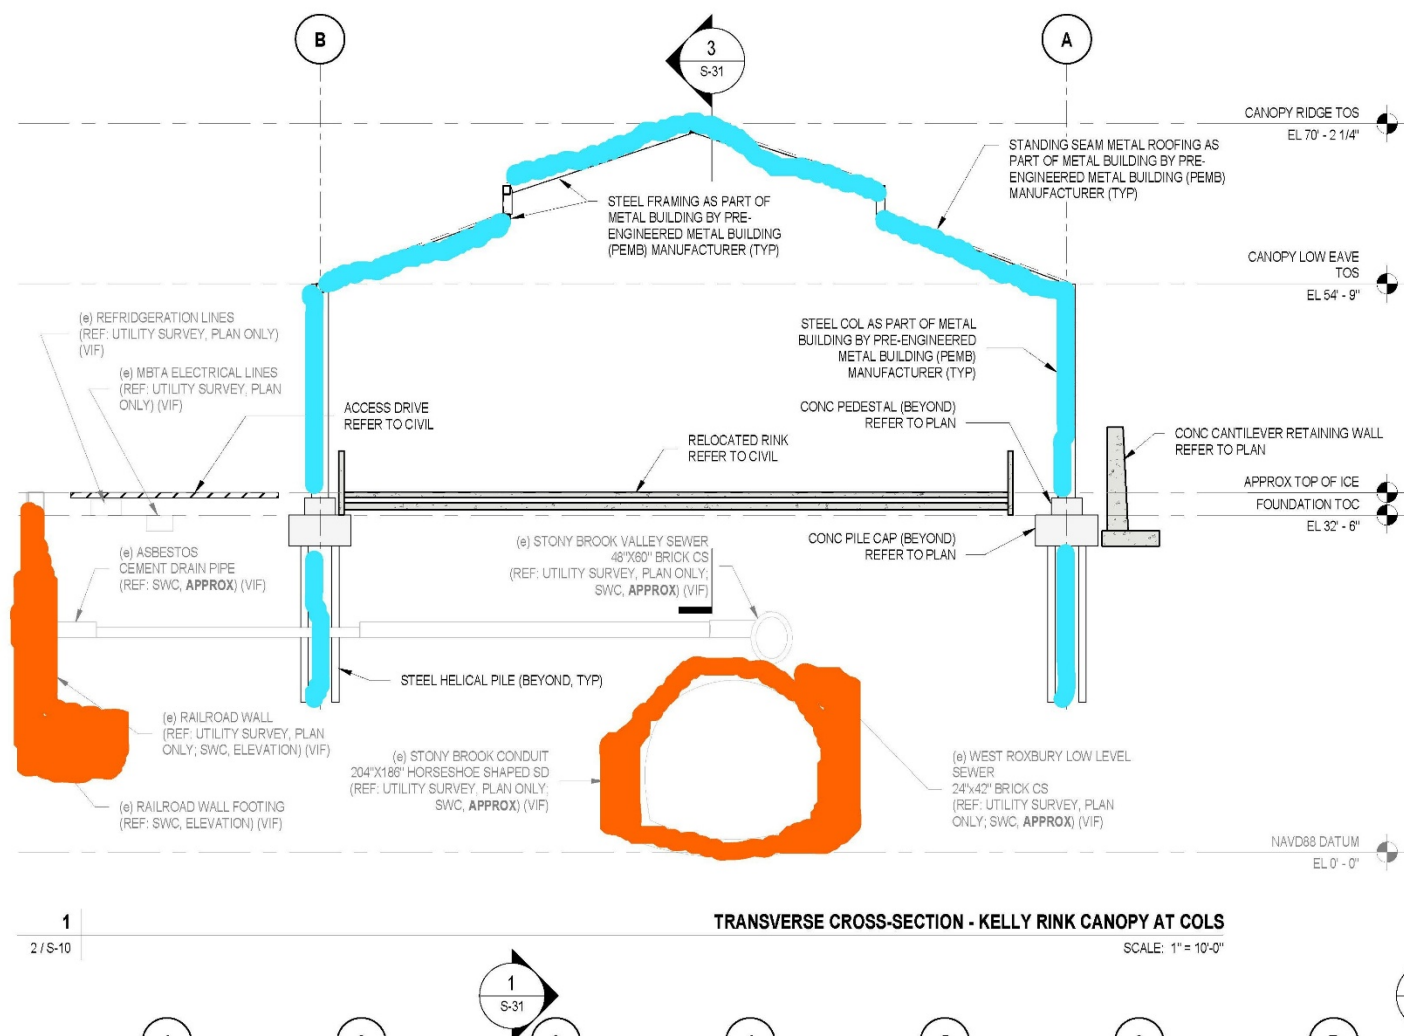 B
3
S-31
A
CANOPY RIDGE TOS
EL 70' - 2 1/4"
STANDING SEAM METAL ROOFING AS
PART OF METAL BUILDING BY PRE-
ENGINEERED METAL BUILDING (PEMB)
MANUFACTURER (TYP)
STEEL FRAMING AS PART OF
METAL BUILDING BY PRE-
ENGINEERED METAL BUILDING
(PEMB) MANUFACTURER (TYP)
CANOPY LOW EAVE
TOS
EL 54' - 9"
(e) REFRIDGERATION LINES
(REF: UTILITY SURVEY, PLAN ONLY)
(VIF)
(e) MBTA ELECTRICAL LINES
(REF: UTILITY SURVEY, PLAN
ONLY) (VIF)
ACCESS DRIVE
REFER TO CIVIL
STEEL COL AS PART OF METAL
BUILDING BY PRE-ENGINEERED
METAL BUILDING (PEMB)
MANUFACTURER (TYP)
CONC PEDESTAL (BEYOND)
REFER TO PLAN
RELOCATED RINK
REFER TO CIVIL
CONC CANTILEVER RETAINING WALL
REFER TO PLAN
APPROX TOP OF ICE
FOUNDATION TOC
EL 32' - 6"
(e) ASBESTOS
CEMENT DRAIN PIPE
(REF: SWC, APPROX) (VIF)
(e) STONY BROOK VALLEY SEWER
48"X60" BRICK CS
(REF: UTILITY SURVEY, PLAN ONLY;
SWC, APPROX) (VIF)
CONC PILE CAP (BEYOND)
REFER TO PLAN
STEEL HELICAL PILE (BEYOND, TYP)
(e) RAILROAD WALL
(REF: UTILITY SURVEY, PLAN
ONLY; SWC, ELEVATION) (VIF)
(e) STONY BROOK CONDUIT
204"X186" HORSESHOE SHAPED SD
(REF: UTILITY SURVEY, PLAN ONLY;
SWC, APPROX) (VIF)
(e) WEST ROXBURY LOW LEVEL
SEWER
24"x42" BRICK CS
(REF: UTILITY SURVEY, PLAN
ONLY; SWC, APPROX) (VIF)
(e) RAILROAD WALL FOOTING
(REF: SWC, ELEVATION) (VIF)
NAVD88 DATUM
EL 0' - 0"
1
2 / S-10
TRANSVERSE CROSS-SECTION - KELLY RINK CANOPY AT COLS
SCALE: 1" = 10'-0"
1
S-31